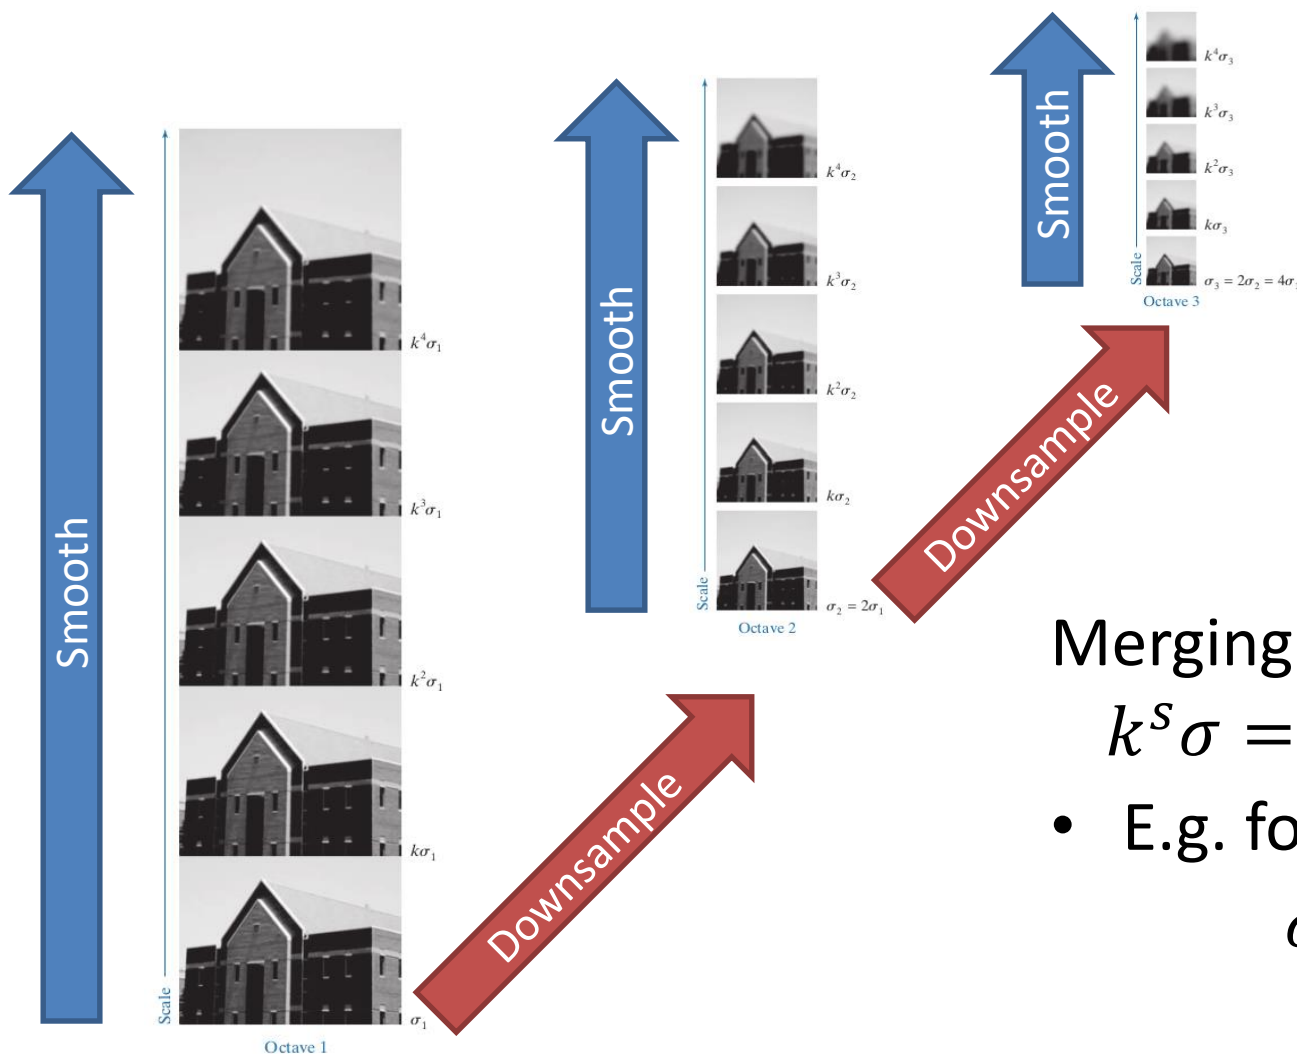 Smooth
Scale
k⁴σ₁
k³σ₁
k²σ₁
kσ₁
σ₁
Octave 1
Downsample
Smooth
Scale
k⁴σ₂
k³σ₂
k²σ₂
kσ₂
σ₂ = 2σ₁
Octave 2
Downsample
Smooth
Scale
k⁴σ₃
k³σ₃
k²σ₃
kσ₃
σ₃ = 2σ₂ = 4σ
Octave 3
Merging
kˢσ =
• E.g. fo